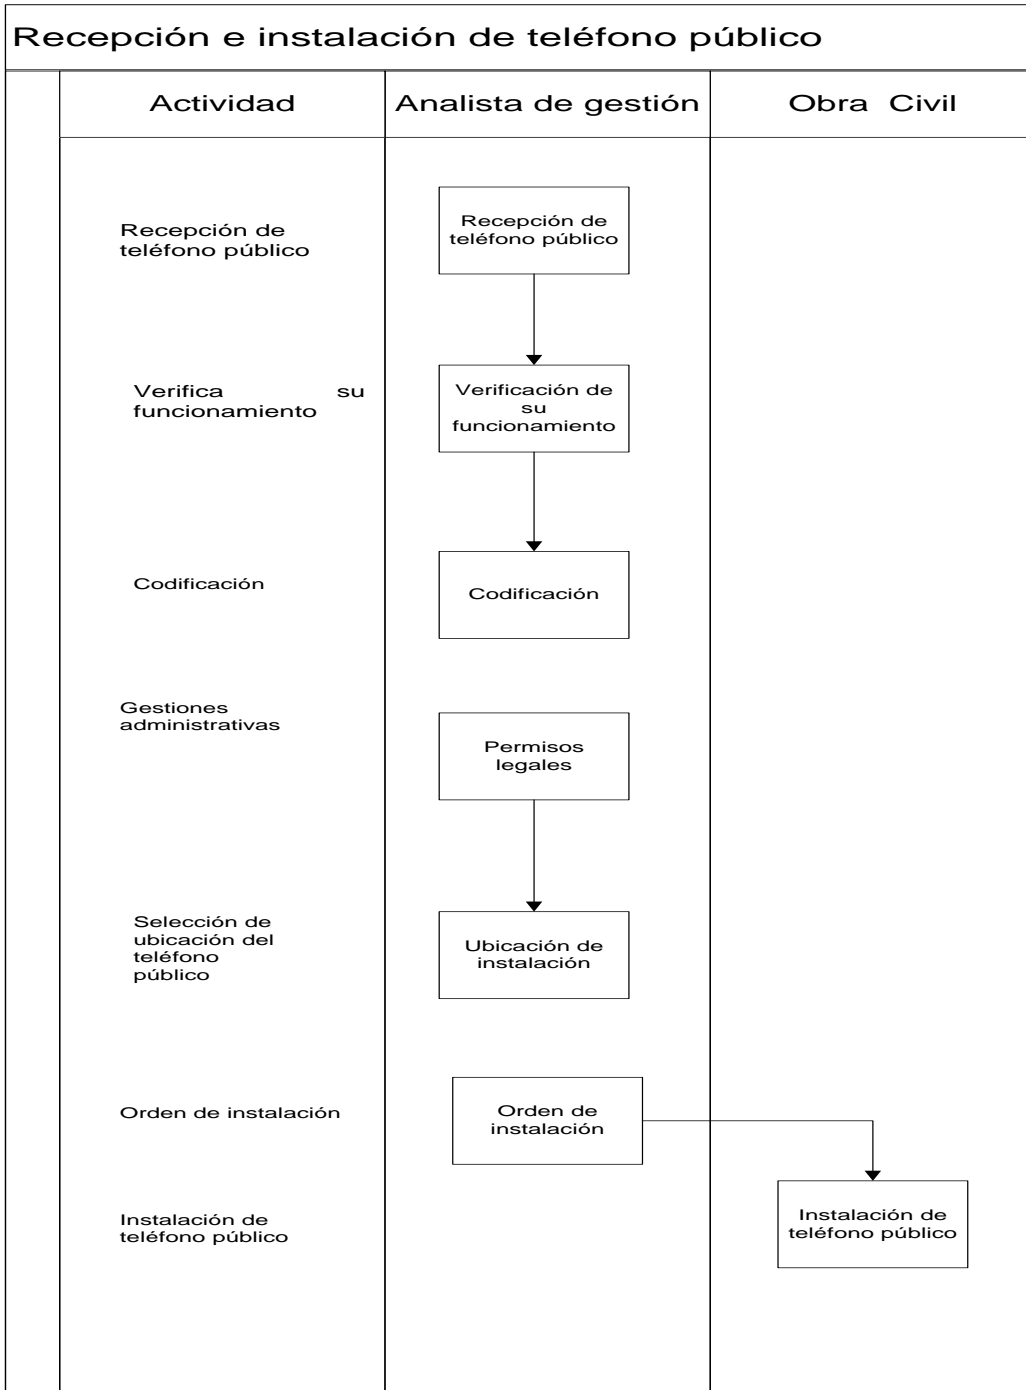 Recepción e instalación de teléfono público
Actividad
Analista de gestión
Obra Civil
Recepción de
teléfono público
Recepción de
teléfono público
Verifica su
funcionamiento
Verificación de
su
funcionamiento
Codificación
Codificación
Gestiones
administrativas
Permisos
legales
Selección de
ubicación del
teléfono
público
Ubicación de
instalación
Orden de instalación
Orden de
instalación
Instalación de
teléfono público
Instalación de
teléfono público